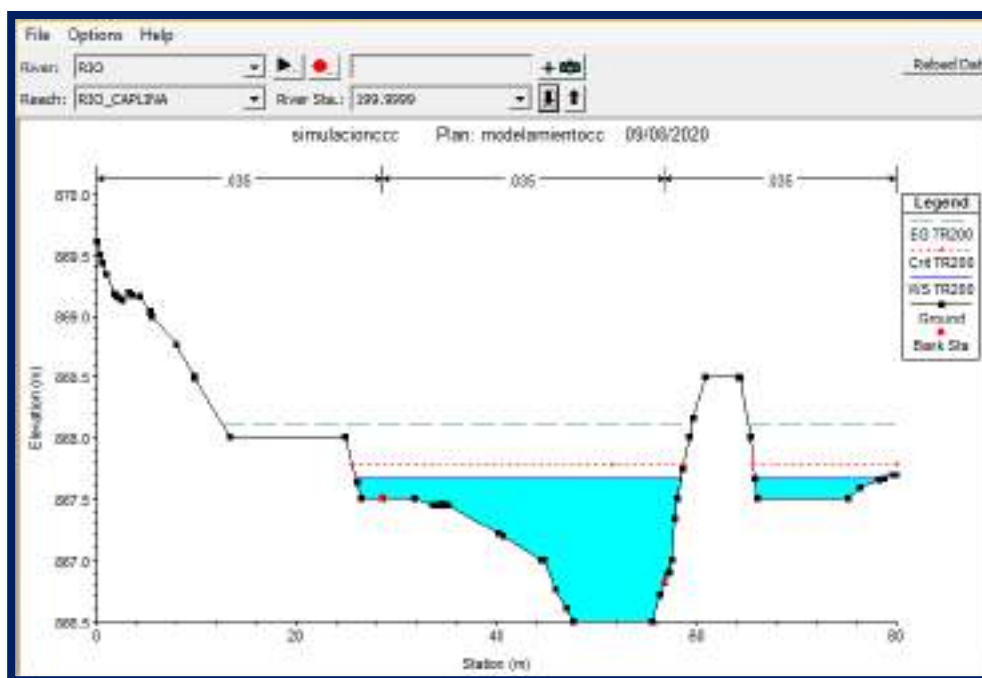 File Options Help
River: RIO
Reload Dat
Reach: RIO_CAPLINA River Sta.: 199.9999
simulacionccc Plan: modelamientocc 09/08/2020
.035 .035 .035
870.0
869.5
869.0
868.5
868.0
867.5
867.0
866.5
Elevation (m)
0 20 40 60 80
Station (m)
Legend
EG TR200
Crit TR200
WS TR200
Ground
Bank Sta